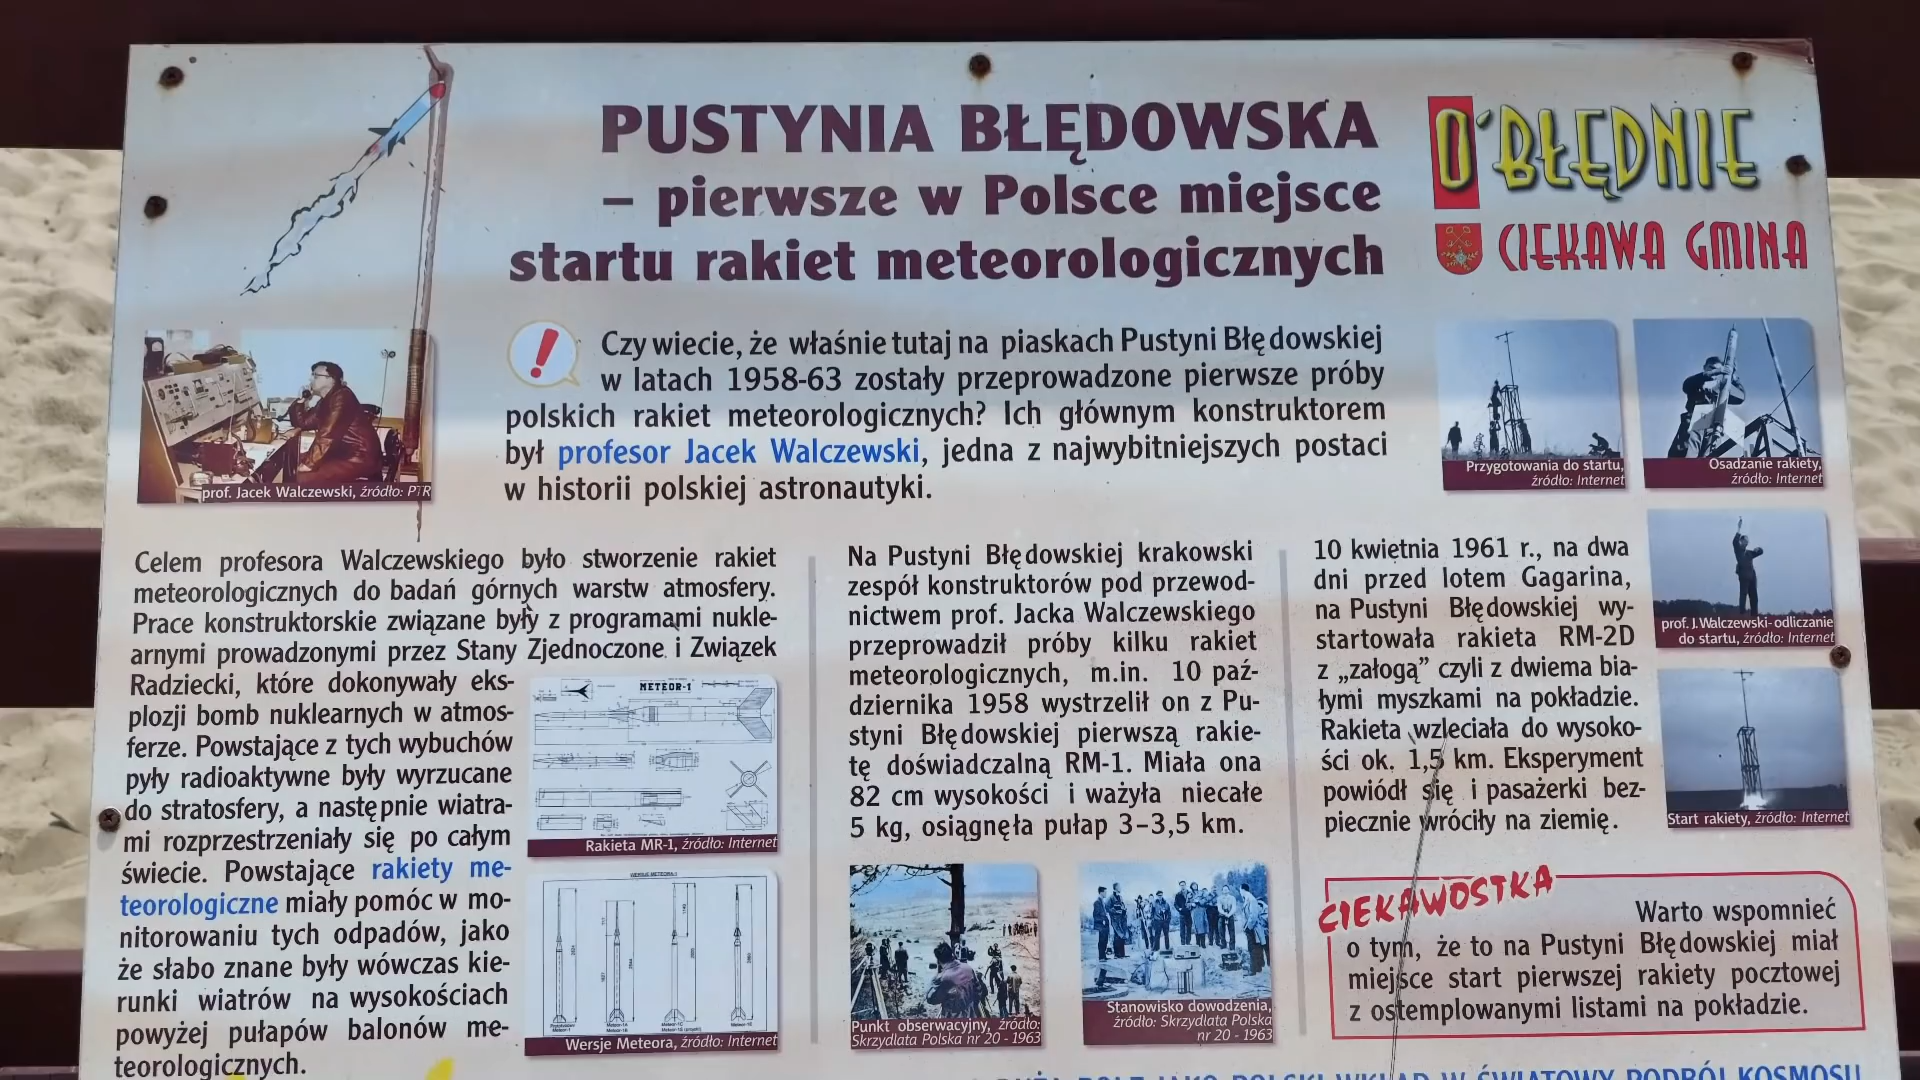 PUSTYNIA BŁĘDOWSKA
– pierwsze w Polsce miejsce
startu rakiet meteorologicznych
O'BŁĘDNIE
CIEKAWA GMINA
prof. Jacek Walczewski, źródło: PTR
! Czy wiecie, że właśnie tutaj na piaskach Pustyni Błędowskiej
w latach 1958-63 zostały przeprowadzone pierwsze próby
polskich rakiet meteorologicznych? Ich głównym konstruktorem
był profesor Jacek Walczewski, jedna z najwybitniejszych postaci
w historii polskiej astronautyki.
Przygotowania do startu,
źródło: Internet
Osadzanie rakiety,
źródło: Internet
Celem profesora Walczewskiego było stworzenie rakiet
meteorologicznych do badań górnych warstw atmosfery.
Prace konstruktorskie związane były z programami nukle-
arnymi prowadzonymi przez Stany Zjednoczone i Związek
Radziecki, które dokonywały eks-
plozji bomb nuklearnych w atmos-
ferze. Powstające z tych wybuchów
pyły radioaktywne były wyrzucane
do stratosfery, a następnie wiatra-
mi rozprzestrzeniały się po całym
świecie. Powstające rakiety me-
teorologiczne miały pomóc w mo-
nitorowaniu tych odpadów, jako
że słabo znane były wówczas kie-
runki wiatrów na wysokościach
powyżej pułapów balonów me-
teorologicznych.
METEOR-1
Rakieta MR-1, źródło: Internet
WERSJE METEORA-1
Wersje Meteora, źródło: Internet
Na Pustyni Błędowskiej krakowski
zespół konstruktorów pod przewod-
nictwem prof. Jacka Walczewskiego
przeprowadził próby kilku rakiet
meteorologicznych, m.in. 10 paź-
dziernika 1958 wystrzelił on z Pu-
styni Błędowskiej pierwszą rakie-
tę doświadczalną RM-1. Miała ona
82 cm wysokości i ważyła niecałe
5 kg, osiągnęła pułap 3–3,5 km.
Punkt obserwacyjny, źródło:
Skrzydlata Polska nr 20 - 1963
Stanowisko dowodzenia,
źródło: Skrzydlata Polska
nr 20 - 1963
10 kwietnia 1961 r., na dwa
dni przed lotem Gagarina,
na Pustyni Błędowskiej wy-
startowała rakieta RM-2D
z „załogą” czyli z dwiema bia-
łymi myszkami na pokładzie.
Rakieta wzleciała do wysoko-
ści ok. 1,5 km. Eksperyment
powiódł się i pasażerki bez-
piecznie wróciły na ziemię.
prof. J.Walczewski-odliczanie
do startu, źródło: Internet
Start rakiety, źródło: Internet
CIEKAWOSTKA
Warto wspomnieć
o tym, że to na Pustyni Błędowskiej miał
miejsce start pierwszej rakiety pocztowej
z ostemplowanymi listami na pokładzie.
ROLĘ JAKO POLSKI WKŁAD W ŚWIATOWY PODBÓJ KOSMOSU